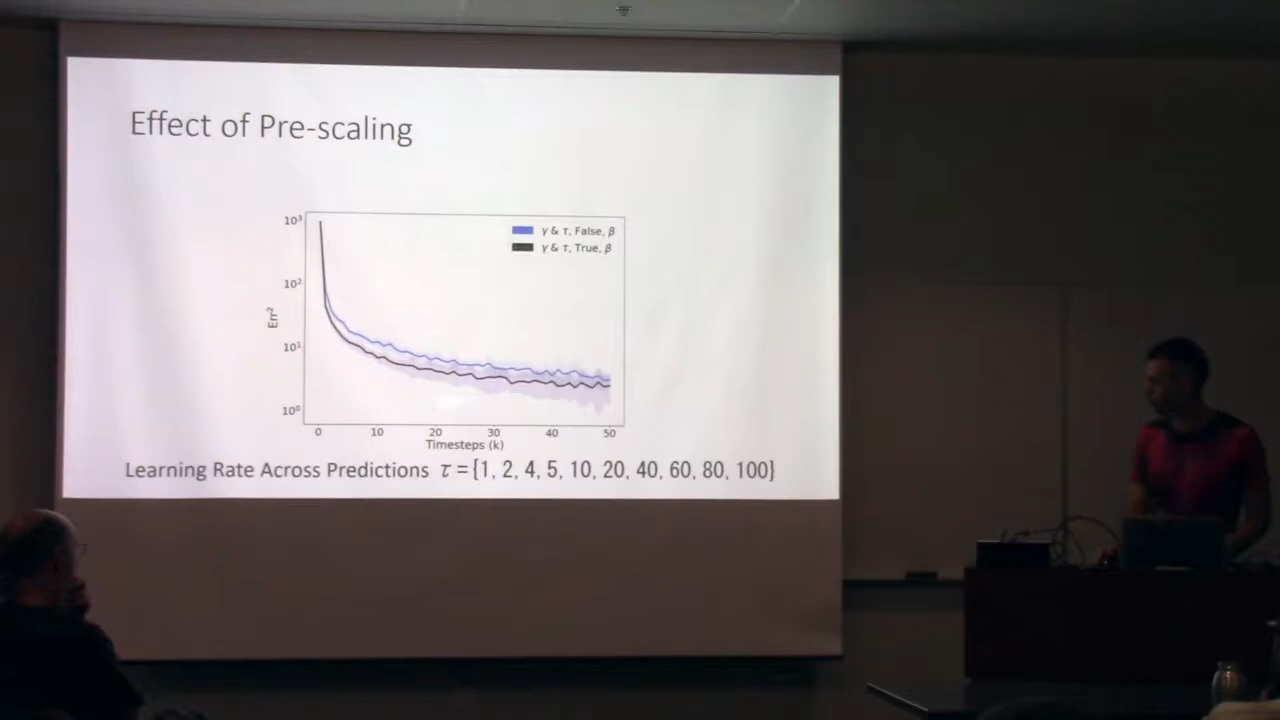 Effect of Pre-scaling
10³
10²
10¹
10⁰
Err²
γ & τ, False, β
γ & τ, True, β
0 10 20 30 40 50
Timesteps (k)
Learning Rate Across Predictions τ = {1, 2, 4, 5, 10, 20, 40, 60, 80, 100}